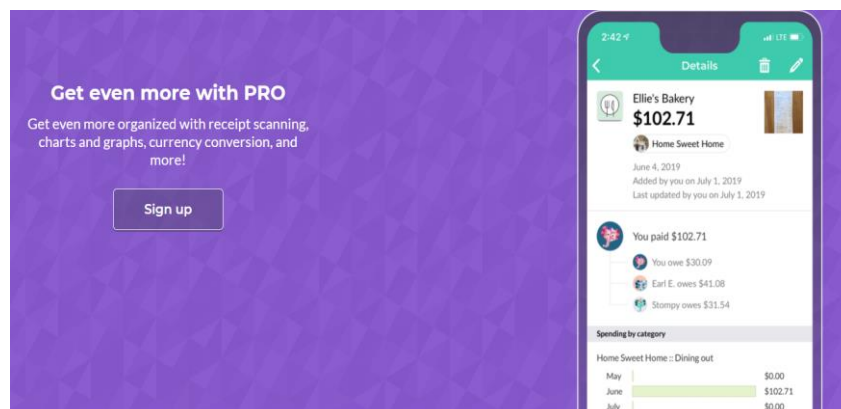 Get even more with PRO
Get even more organized with receipt scanning,
charts and graphs, currency conversion, and
more!
Sign up
2:42
LTE
Details
Ellie's Bakery
$102.71
Home Sweet Home
June 4, 2019
Added by you on July 1, 2019
Last updated by you on July 1, 2019
You paid $102.71
You owe $30.09
Earl E. owes $41.08
Stompy owes $31.54
Spending by category
Home Sweet Home :: Dining out
May $0.00
June $102.71
July $0.00